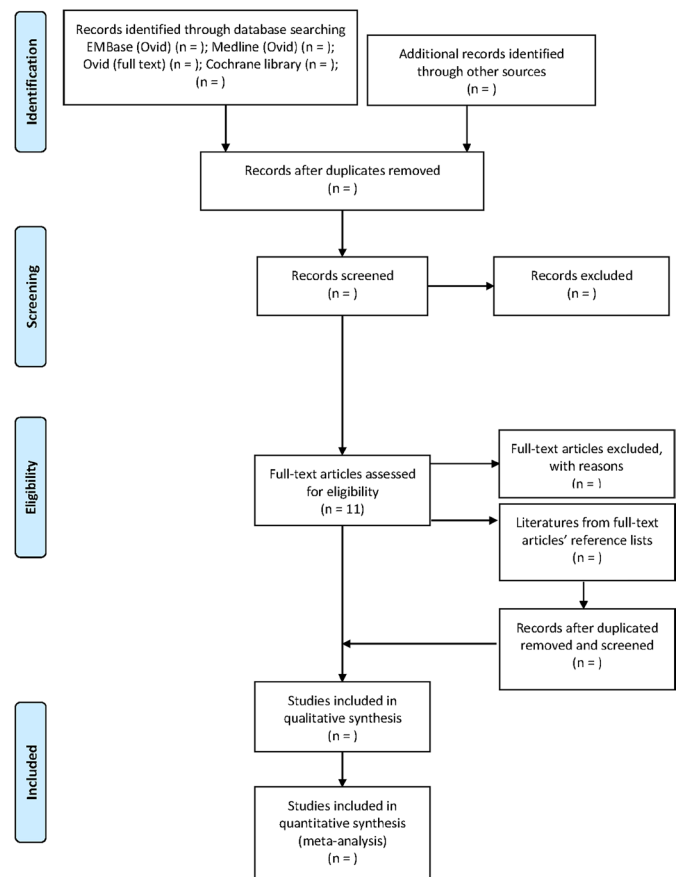 Identification
Records identified through database searching
EMBase (Ovid) (n = ); Medline (Ovid) (n = );
Ovid (full text) (n = ); Cochrane library (n = );
(n = )
Additional records identified
through other sources
(n = )
Records after duplicates removed
(n = )
Screening
Records screened
(n = )
Records excluded
(n = )
Eligibility
Full-text articles assessed
for eligibility
(n = 11)
Full-text articles excluded,
with reasons
(n = )
Literatures from full-text
articles’ reference lists
(n = )
Records after duplicated
removed and screened
(n = )
Included
Studies included in
qualitative synthesis
(n = )
Studies included in
quantitative synthesis
(meta-analysis)
(n = )